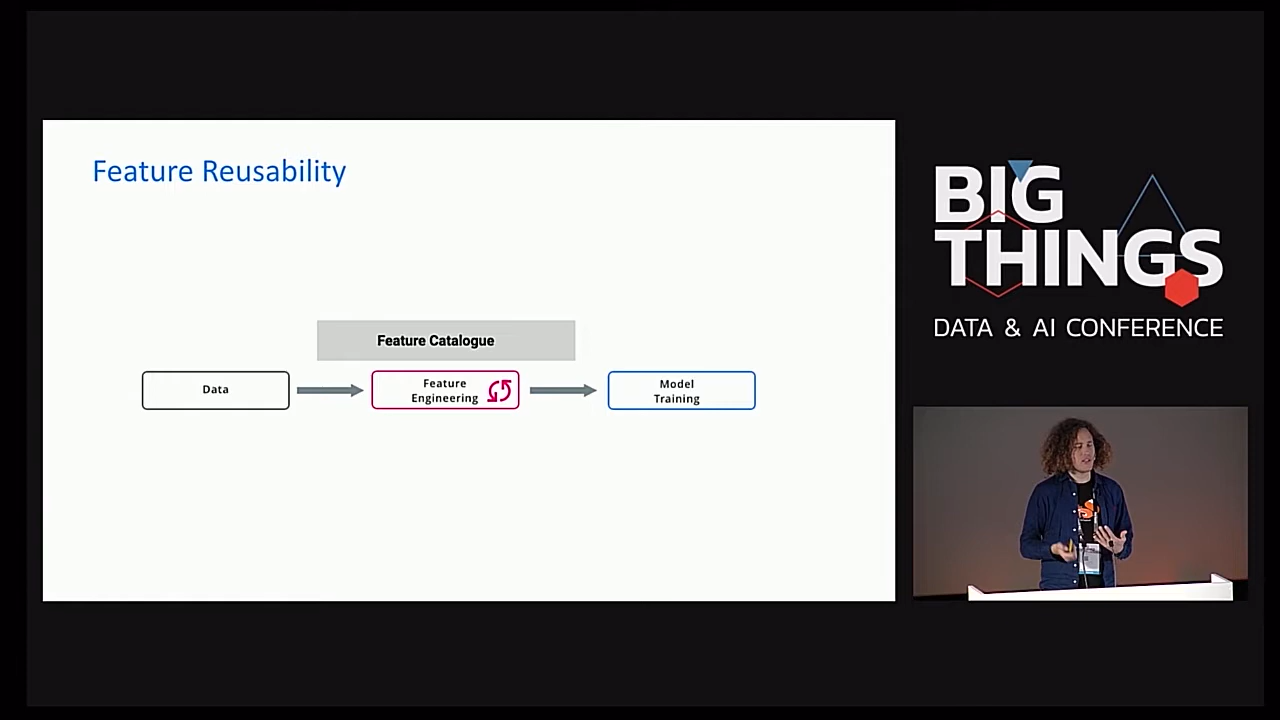 Feature Reusability
Feature Catalogue
Data
Feature
Engineering
Model
Training
BIG
THINGS
DATA & AI CONFERENCE